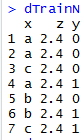 > dTrainN
  x   z y
1 a 2.4 0
2 a 2.4 0
3 c 2.4 0
4 a 2.4 1
5 b 2.4 0
6 b 2.4 1
7 c 2.4 1